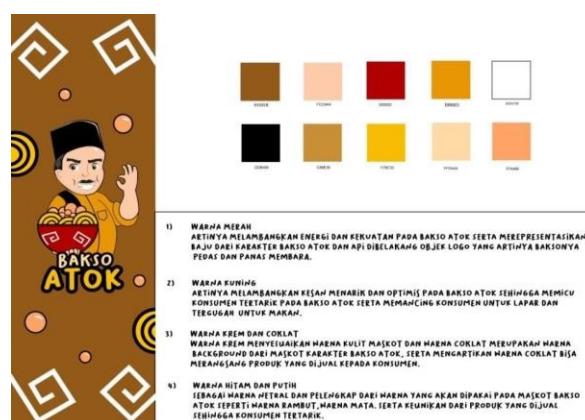 BAKSO
ATOK
1) WARNA MERAH
ARTINYA MELAMBANGKAN ENERGI DAN KEKUATAN PADA BAKSO ATOK SERTA MEREPRESENTASIKAN
BAJU DARI KARAKTER BAKSO ATOK DAN API DIBELAKANG OBJEK LOGO YANG ARTINYA BAKSONYA
PEDAS DAN PANAS MEMBARA.
2) WARNA KUNING
ARTINYA MELAMBANGKAN KESAN MENARIK DAN OPTIMIS PADA BAKSO ATOK SEHINGGA MEMICU
KONSUMEN TERTARIK PADA BAKSO ATOK SERTA MEMANCING KONSUMEN UNTUK LAPAR DAN
TERGUGAH UNTUK MAKAN.
3) WARNA KREM DAN COKLAT
WARNA KREM MENYESUAIKAN WARNA KULIT MASKOT DAN WARNA COKLAT MERUPAKAN WARNA
BACKGROUND DARI MASKOT KARAKTER BAKSO ATOK, SERTA MENGARTIKAN WARNA COKLAT BISA
MERANGSANG PRODUK YANG DIJUAL KEPADA KONSUMEN.
4) WARNA HITAM DAN PUTIH
SEBAGAI WARNA NETRAL DAN PELENGKAP DARI WARNA YANG AKAN DIPAKAI PADA MASKOT BAKSO
ATOK SEPERTI WARNA RAMBUT, WARNA MATA. SERTA KEUNIKAN DARI PRODUK YANG DIJUAL
SEHINGGA KONSUMEN TERTARIK.